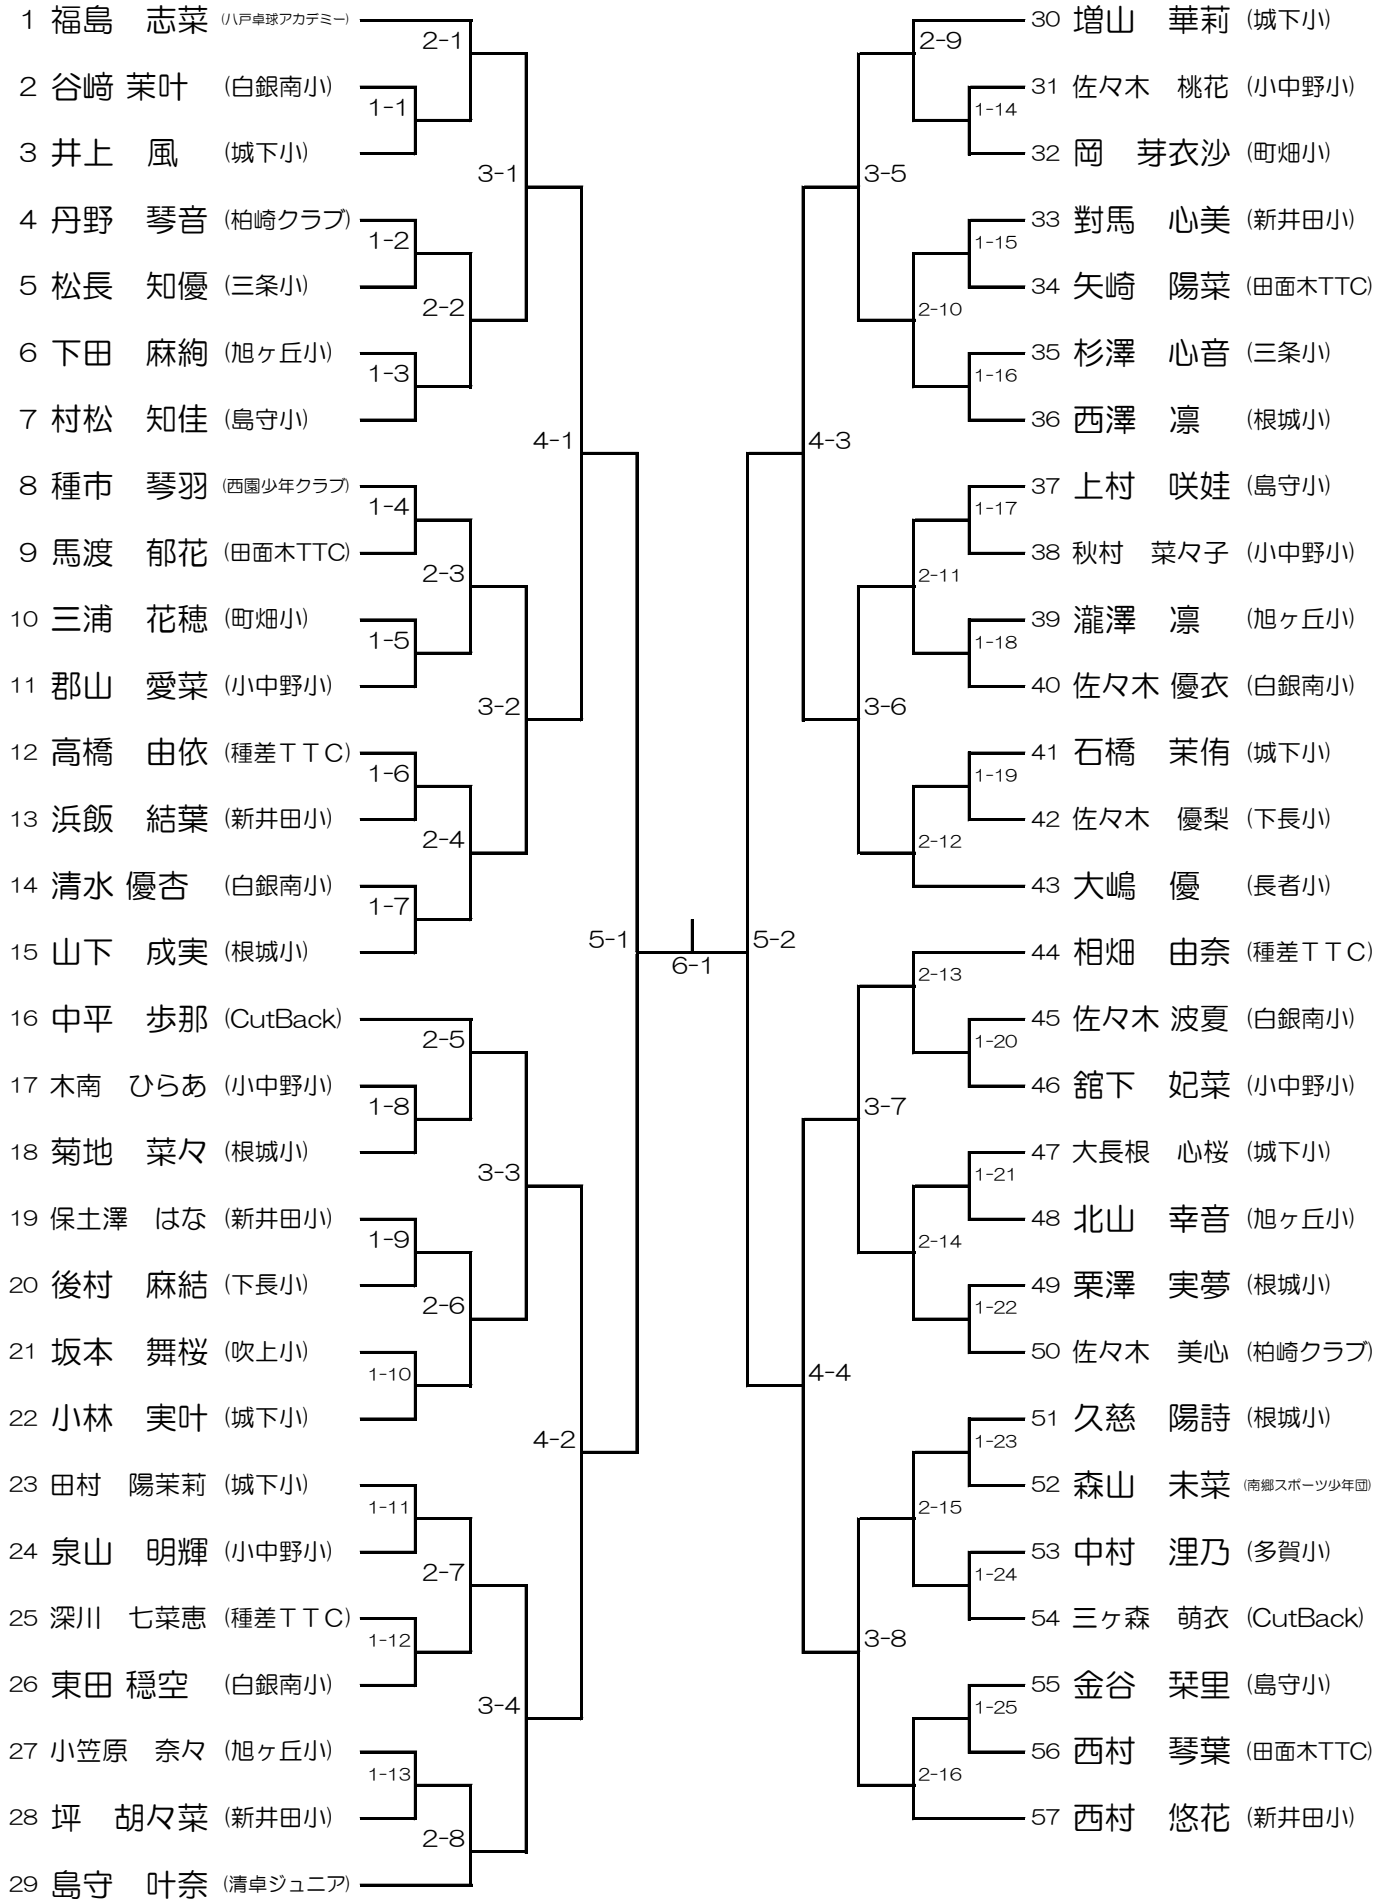 1 福島　志菜 (八戸卓球アカデミー)
2-1
2 谷﨑 茉叶 (白銀南小)
1-1
3 井上　風 (城下小)
3-1
4 丹野　琴音 (柏崎クラブ)
1-2
5 松長　知優 (三条小)
2-2
6 下田　麻絢 (旭ヶ丘小)
1-3
7 村松　知佳 (島守小)
4-1
8 種市　琴羽 (西園少年クラブ)
1-4
9 馬渡　郁花 (田面木TTC)
2-3
10 三浦　花穂 (町畑小)
1-5
11 郡山　愛菜 (小中野小)
3-2
12 高橋　由依 (種差ＴＴＣ)
1-6
13 浜飯　結葉 (新井田小)
2-4
14 清水 優杏 (白銀南小)
1-7
15 山下　成実 (根城小)
5-1
16 中平　歩那 (CutBack)
2-5
17 木南　ひらあ (小中野小)
1-8
18 菊地　菜々 (根城小)
3-3
19 保土澤　はな (新井田小)
1-9
20 後村　麻結 (下長小)
2-6
21 坂本　舞桜 (吹上小)
1-10
22 小林　実叶 (城下小)
4-2
23 田村　陽茉莉 (城下小)
1-11
24 泉山　明輝 (小中野小)
2-7
25 深川　七菜恵 (種差ＴＴＣ)
1-12
26 東田 穏空 (白銀南小)
3-4
27 小笠原　奈々 (旭ヶ丘小)
1-13
28 坪　胡々菜 (新井田小)
2-8
29 島守　叶奈 (清卓ジュニア)
6-1
30 増山　華莉 (城下小)
2-9
31 佐々木　桃花 (小中野小)
1-14
32 岡　芽衣沙 (町畑小)
3-5
33 對馬　心美 (新井田小)
1-15
34 矢崎　陽菜 (田面木TTC)
2-10
35 杉澤　心音 (三条小)
1-16
36 西澤　凛 (根城小)
4-3
37 上村　咲娃 (島守小)
1-17
38 秋村　菜々子 (小中野小)
2-11
39 瀧澤　凛 (旭ヶ丘小)
1-18
40 佐々木 優衣 (白銀南小)
3-6
41 石橋　茉侑 (城下小)
1-19
42 佐々木　優梨 (下長小)
2-12
43 大嶋　優 (長者小)
5-2
44 相畑　由奈 (種差ＴＴＣ)
2-13
45 佐々木 波夏 (白銀南小)
1-20
46 舘下　妃菜 (小中野小)
3-7
47 大長根　心桜 (城下小)
1-21
48 北山　幸音 (旭ヶ丘小)
2-14
49 栗澤　実夢 (根城小)
1-22
50 佐々木　美心 (柏崎クラブ)
4-4
51 久慈　陽詩 (根城小)
1-23
52 森山　未菜 (南郷スポーツ少年団)
2-15
53 中村　浬乃 (多賀小)
1-24
54 三ヶ森　萌衣 (CutBack)
3-8
55 金谷　栞里 (島守小)
1-25
56 西村　琴葉 (田面木TTC)
2-16
57 西村　悠花 (新井田小)